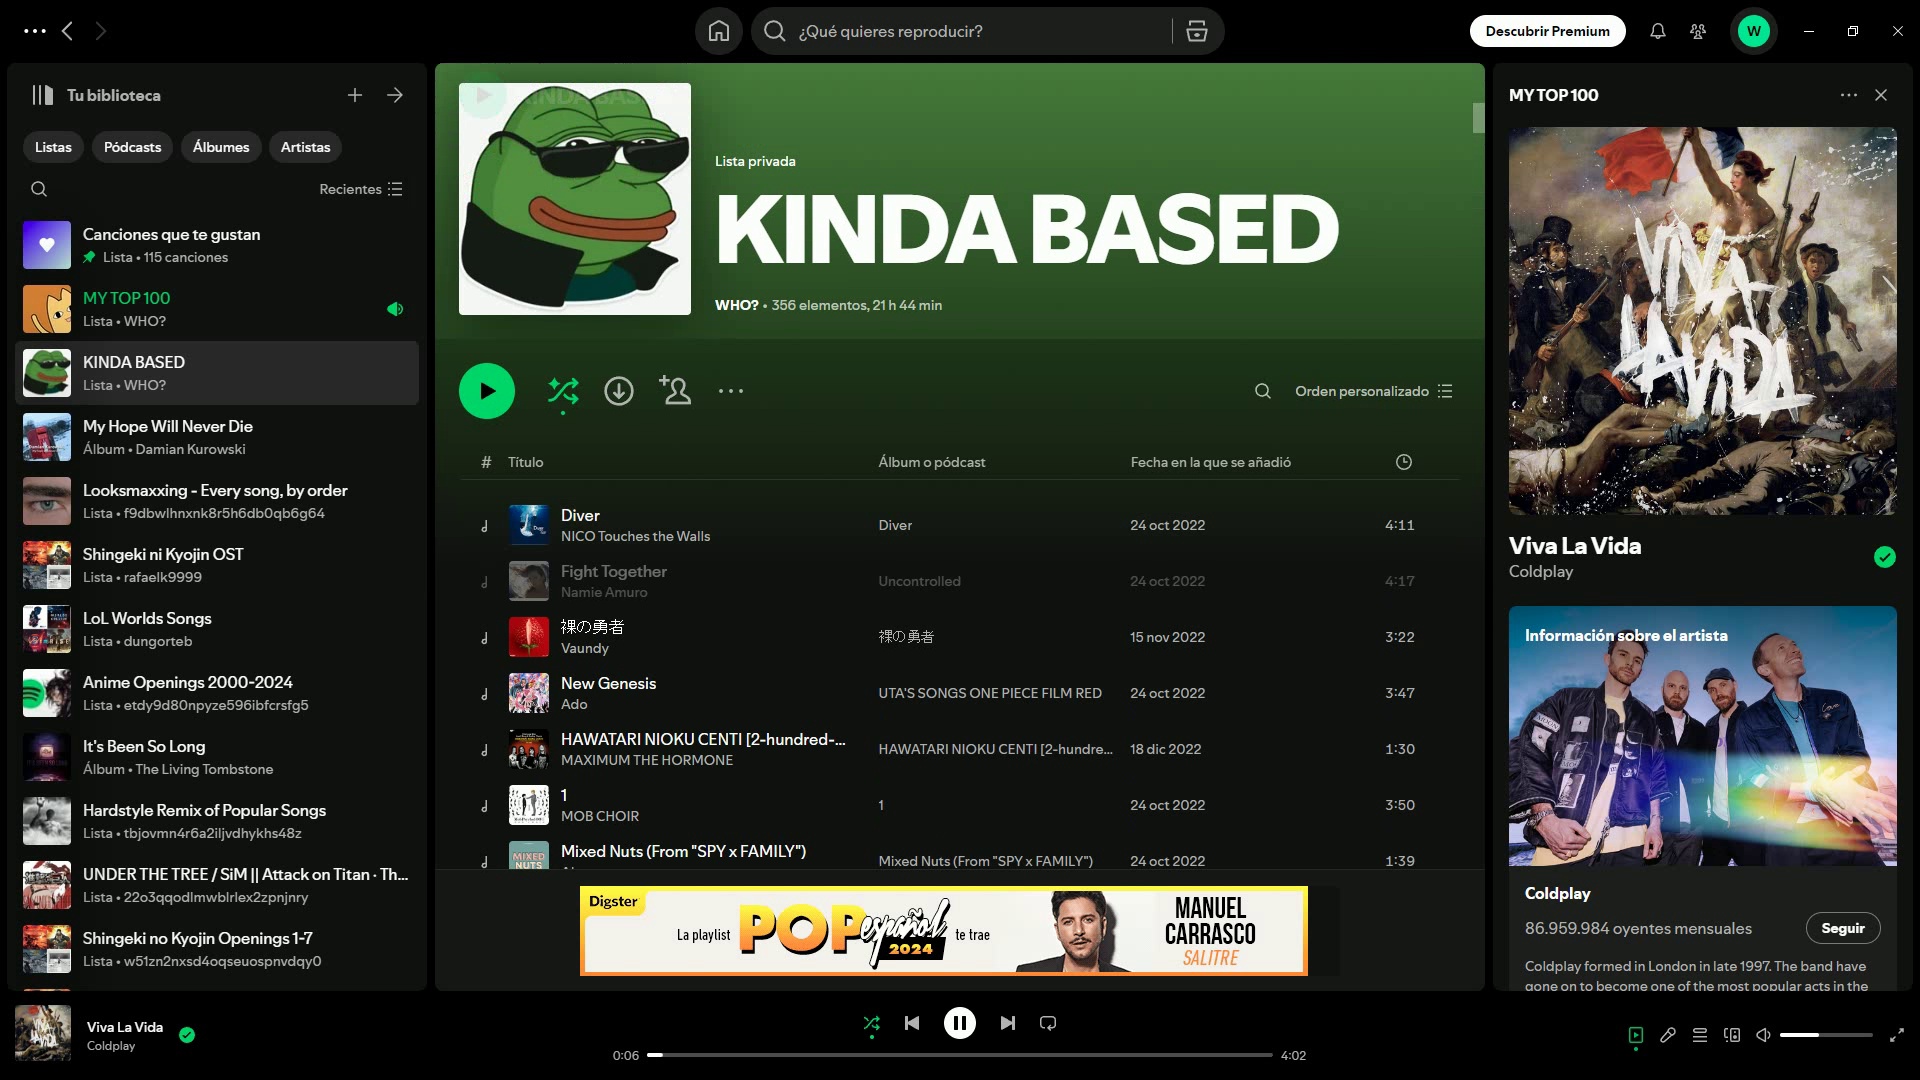 ¿Qué quieres reproducir?
Descubrir Premium
W
Tu biblioteca
Listas
Pódcasts
Álbumes
Artistas
Recientes
Canciones que te gustan
Lista • 115 canciones
MY TOP 100
Lista • WHO?
KINDA BASED
Lista • WHO?
My Hope Will Never Die
Álbum • Damian Kurowski
Looksmaxxing - Every song, by order
Lista • f9dbwlhnxnk8r5h6db0qb6g64
Shingeki ni Kyojin OST
Lista • rafaelk9999
LoL Worlds Songs
Lista • dungorteb
Anime Openings 2000-2024
Lista • etdy9d80npyze596ibfcrsfg5
It's Been So Long
Álbum • The Living Tombstone
Hardstyle Remix of Popular Songs
Lista • tbjovmn4r6a2iljvdhykhs48z
UNDER THE TREE / SiM || Attack on Titan · Th...
Lista • 22o3qqodlmwblrlex2zpnjnry
Shingeki no Kyojin Openings 1-7
Lista • w51zn2nxsd4oqseuospnvdqy0
KINDA BASED
Lista privada
KINDA BASED
WHO? • 356 elementos, 21 h 44 min
Orden personalizado
# Título Álbum o pódcast Fecha en la que se añadió
Diver
NICO Touches the Walls
Diver 24 oct 2022 4:11
Fight Together
Namie Amuro
Uncontrolled 24 oct 2022 4:17
裸の勇者
Vaundy
裸の勇者 15 nov 2022 3:22
New Genesis
Ado
UTA'S SONGS ONE PIECE FILM RED 24 oct 2022 3:47
HAWATARI NIOKU CENTI [2-hundred-...
MAXIMUM THE HORMONE
HAWATARI NIOKU CENTI [2-hundre... 18 dic 2022 1:30
1
MOB CHOIR
1 24 oct 2022 3:50
MIXED
NUTS
Mixed Nuts (From "SPY x FAMILY")
Mixed Nuts (From "SPY x FAMILY") 24 oct 2022 1:39
Digster
La playlist POP español 2024 te trae
MANUEL
CARRASCO
SALITRE
MY TOP 100
VIVA
LA VIDA
Viva La Vida
Coldplay
Información sobre el artista
Coldplay
86.959.984 oyentes mensuales
Seguir
Coldplay formed in London in late 1997. The band have
gone on to become one of the most popular acts in the
Viva La Vida
Coldplay
0:06
4:02